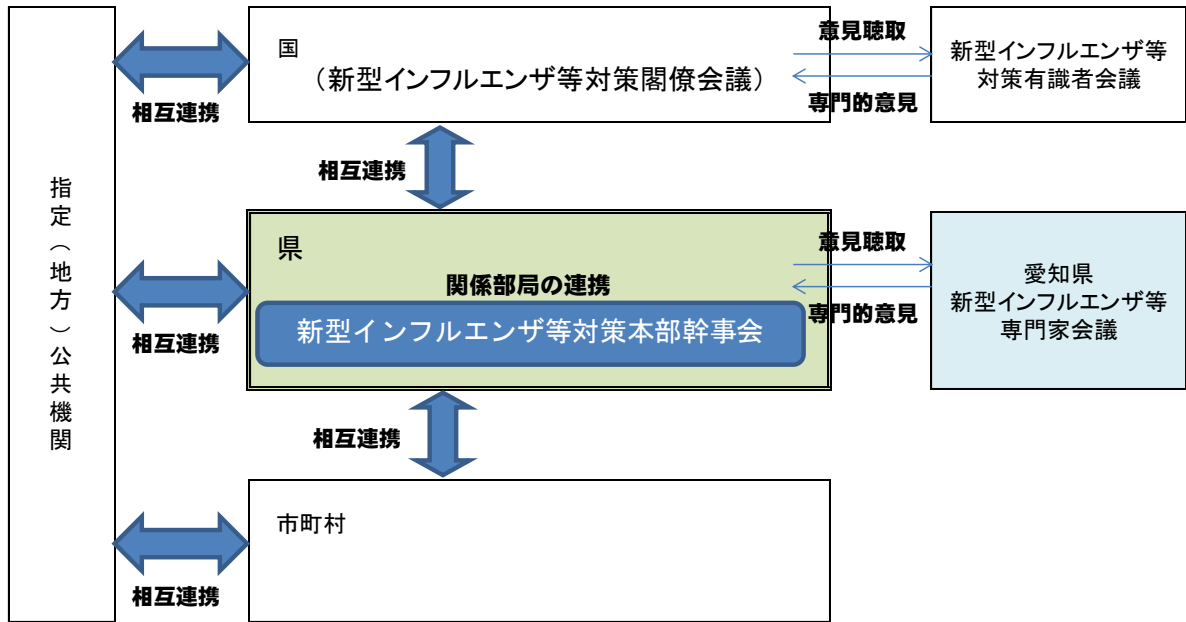 国
（新型インフルエンザ等対策閣僚会議）
意見聴取
専門的意見
新型インフルエンザ等
対策有識者会議
相互連携
相互連携
指定（地方）公共機関
県
関係部局の連携
新型インフルエンザ等対策本部幹事会
意見聴取
専門的意見
愛知県
新型インフルエンザ等
専門家会議
相互連携
相互連携
市町村
相互連携